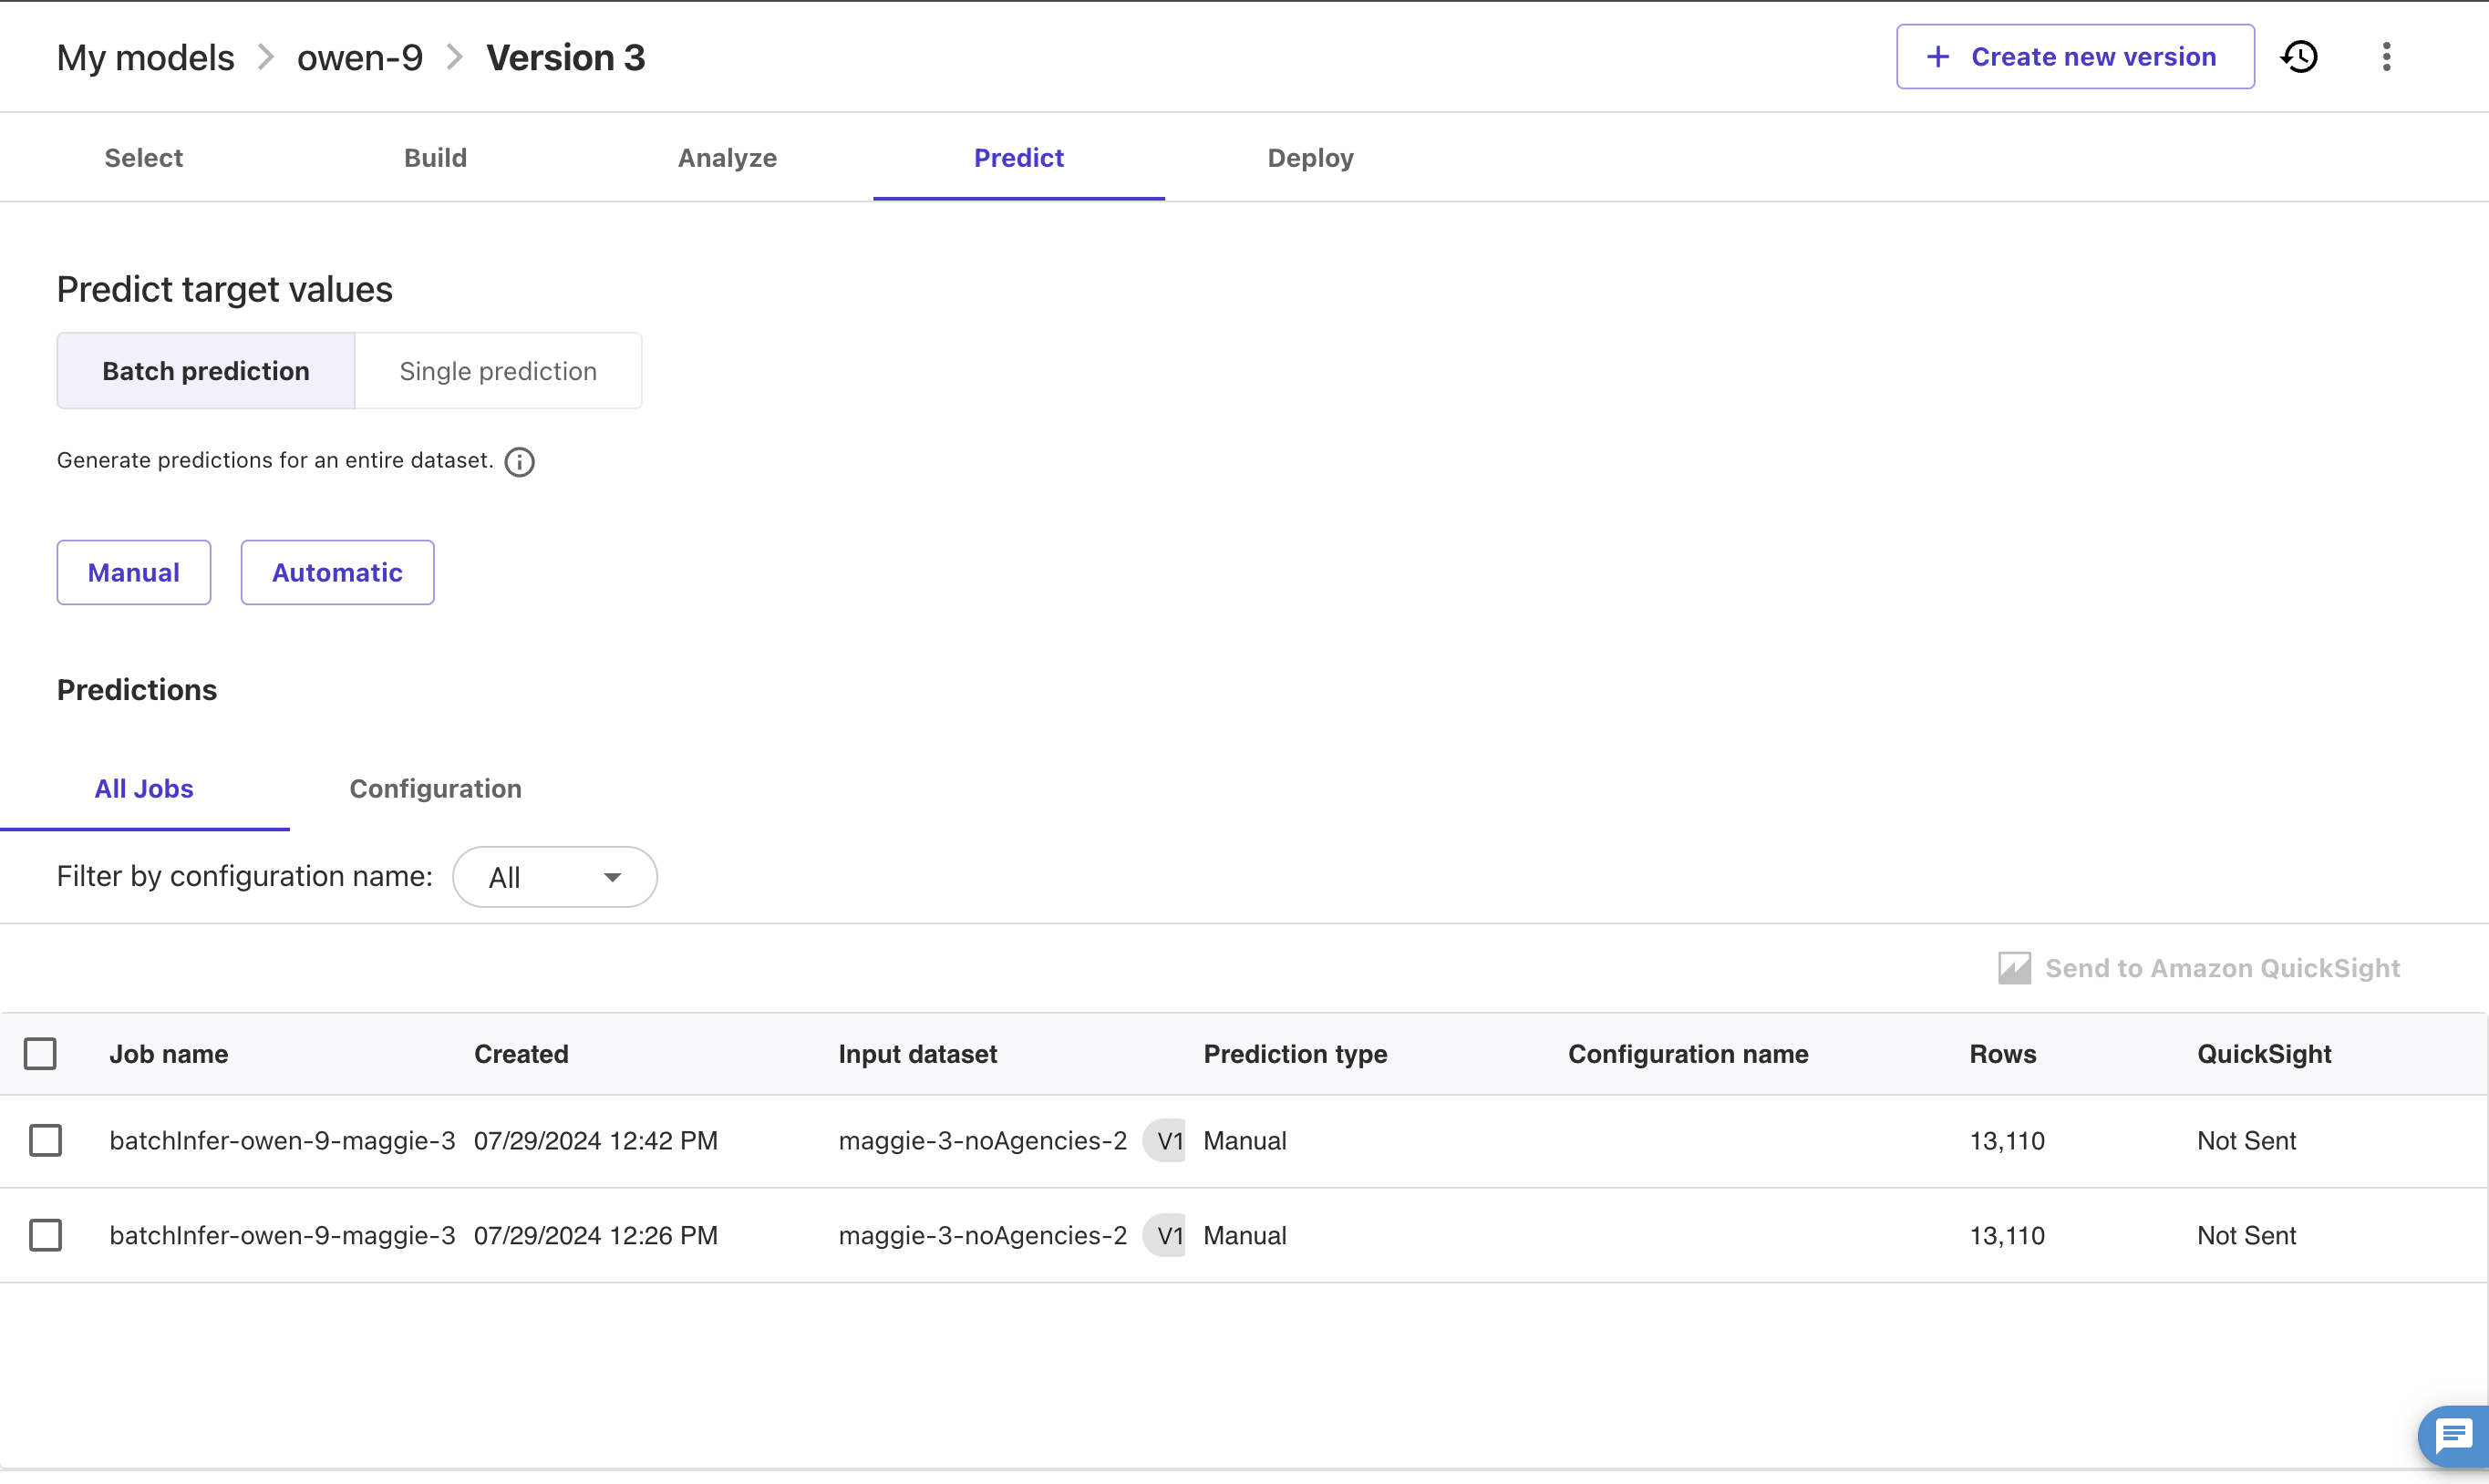 My models > owen-9 > Version 3
+ Create new version
Select Build Analyze Predict Deploy
Predict target values
Batch prediction Single prediction
Generate predictions for an entire dataset.
Manual Automatic
Predictions
All Jobs Configuration
Filter by configuration name: All
Send to Amazon QuickSight
Job name Created Input dataset Prediction type Configuration name Rows QuickSight
batchInfer-owen-9-maggie-3 07/29/2024 12:42 PM maggie-3-noAgencies-2 V1 Manual 13,110 Not Sent
batchInfer-owen-9-maggie-3 07/29/2024 12:26 PM maggie-3-noAgencies-2 V1 Manual 13,110 Not Sent